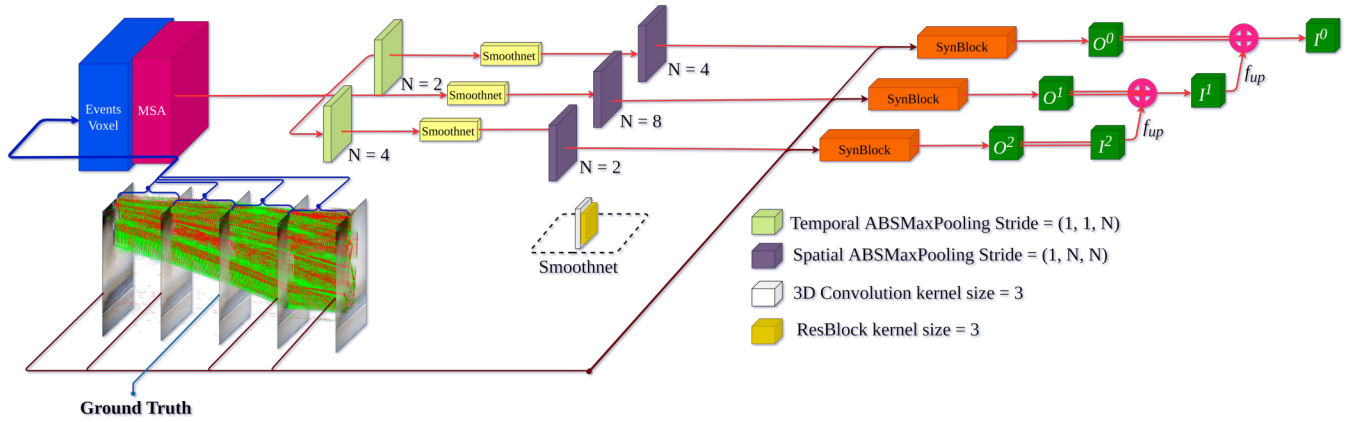 Events
Voxel
MSA
N = 2
N = 4
Smoothnet
Smoothnet
Smoothnet
N = 4
N = 8
N = 2
SynBlock
SynBlock
SynBlock
O⁰
I⁰
O¹
I¹
O²
I²
f_up
f_up
Smoothnet
Temporal ABSMaxPooling Stride = (1, 1, N)
Spatial ABSMaxPooling Stride = (1, N, N)
3D Convolution kernel size = 3
ResBlock kernel size = 3
Ground Truth